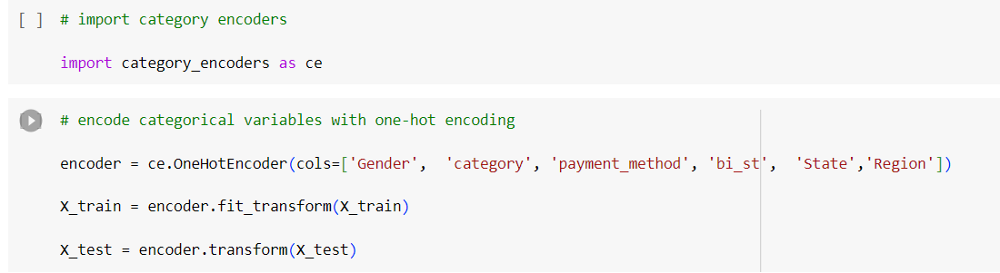 [ ] # import category encoders
import category_encoders as ce
# encode categorical variables with one-hot encoding
encoder = ce.OneHotEncoder(cols=['Gender',  'category', 'payment_method', 'bi_st',  'State','Region'])
X_train = encoder.fit_transform(X_train)
X_test = encoder.transform(X_test)